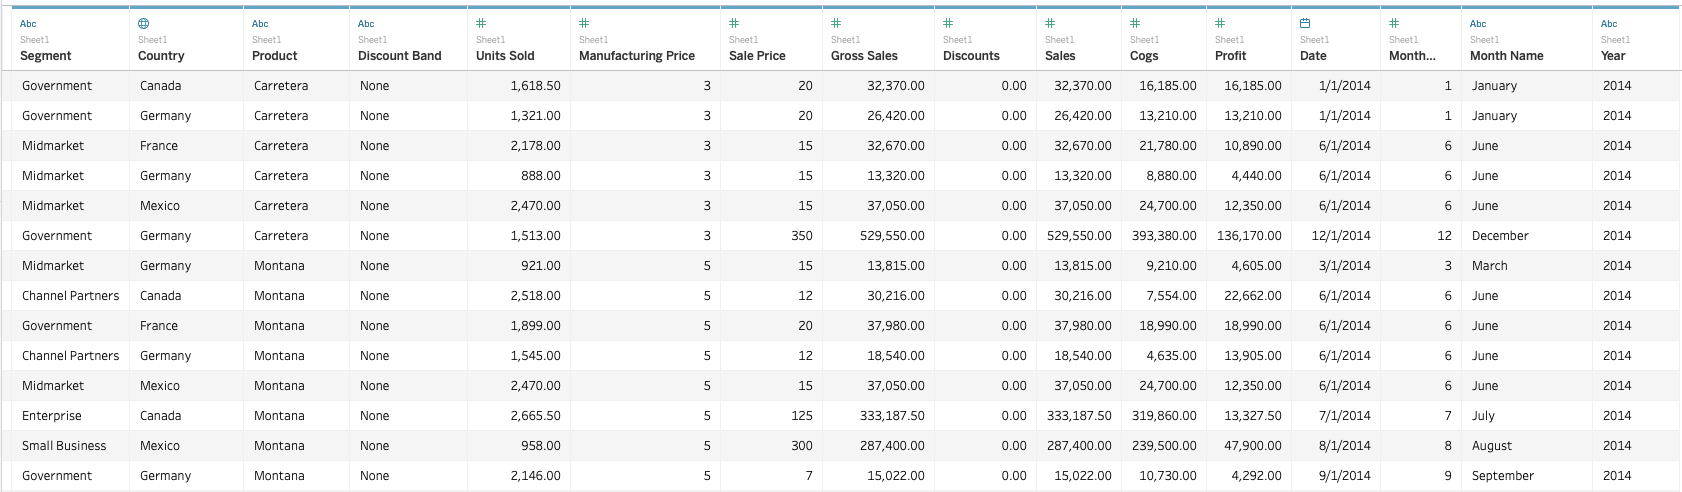 Abc Abc Abc # # # # # # # # # Abc Abc
Sheet1 Sheet1 Sheet1 Sheet1 Sheet1 Sheet1 Sheet1 Sheet1 Sheet1 Sheet1 Sheet1 Sheet1 Sheet1 Sheet1 Sheet1 Sheet1
Segment Country Product Discount Band Units Sold Manufacturing Price Sale Price Gross Sales Discounts Sales Cogs Profit Date Month... Month Name Year
Government Canada Carretera None 1,618.50 3 20 32,370.00 0.00 32,370.00 16,185.00 16,185.00 1/1/2014 1 January 2014
Government Germany Carretera None 1,321.00 3 20 26,420.00 0.00 26,420.00 13,210.00 13,210.00 1/1/2014 1 January 2014
Midmarket France Carretera None 2,178.00 3 15 32,670.00 0.00 32,670.00 21,780.00 10,890.00 6/1/2014 6 June 2014
Midmarket Germany Carretera None 888.00 3 15 13,320.00 0.00 13,320.00 8,880.00 4,440.00 6/1/2014 6 June 2014
Midmarket Mexico Carretera None 2,470.00 3 15 37,050.00 0.00 37,050.00 24,700.00 12,350.00 6/1/2014 6 June 2014
Government Germany Carretera None 1,513.00 3 350 529,550.00 0.00 529,550.00 393,380.00 136,170.00 12/1/2014 12 December 2014
Midmarket Germany Montana None 921.00 5 15 13,815.00 0.00 13,815.00 9,210.00 4,605.00 3/1/2014 3 March 2014
Channel Partners Canada Montana None 2,518.00 5 12 30,216.00 0.00 30,216.00 7,554.00 22,662.00 6/1/2014 6 June 2014
Government France Montana None 1,899.00 5 20 37,980.00 0.00 37,980.00 18,990.00 18,990.00 6/1/2014 6 June 2014
Channel Partners Germany Montana None 1,545.00 5 12 18,540.00 0.00 18,540.00 4,635.00 13,905.00 6/1/2014 6 June 2014
Midmarket Mexico Montana None 2,470.00 5 15 37,050.00 0.00 37,050.00 24,700.00 12,350.00 6/1/2014 6 June 2014
Enterprise Canada Montana None 2,665.50 5 125 333,187.50 0.00 333,187.50 319,860.00 13,327.50 7/1/2014 7 July 2014
Small Business Mexico Montana None 958.00 5 300 287,400.00 0.00 287,400.00 239,500.00 47,900.00 8/1/2014 8 August 2014
Government Germany Montana None 2,146.00 5 7 15,022.00 0.00 15,022.00 10,730.00 4,292.00 9/1/2014 9 September 2014